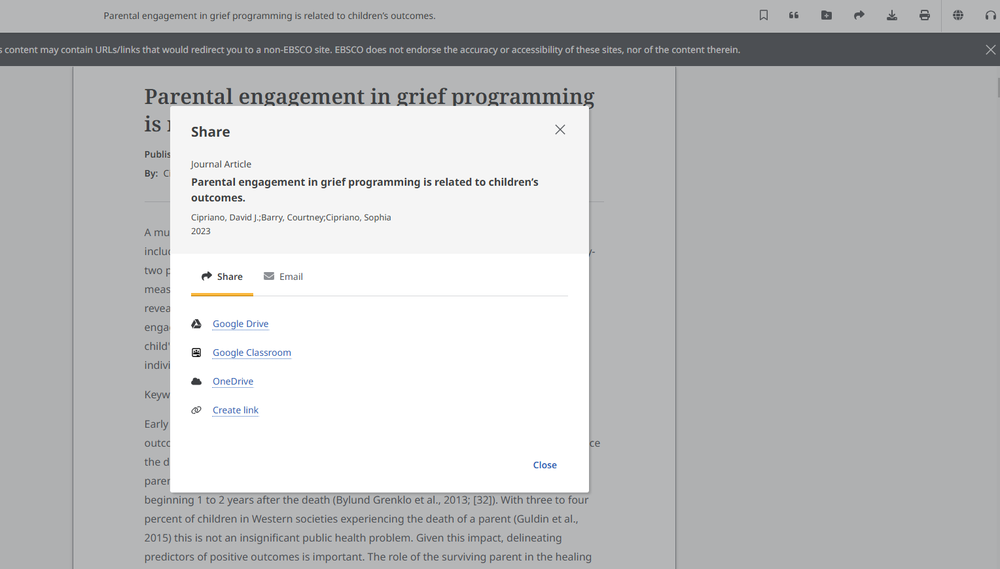 Parental engagement in grief programming is related to children’s outcomes.
content may contain URLs/links that would redirect you to a non-EBSCO site. EBSCO does not endorse the accuracy or accessibility of these sites, nor of the content therein.
Parental engagement in grief programming
is
Share
Publis
By:
Journal Article
Parental engagement in grief programming is related to children’s
outcomes.
Cipriano, David J.;Barry, Courtney;Cipriano, Sophia
2023
A mu
includ
y-
two p
Share
Email
meas
revea
enga
Google Drive
child'
Google Classroom
indivi
OneDrive
Keyw
Create link
Early
outco
ce
the d
Close
paren
beginning 1 to 2 years after the death (Bylund Grenklo et al., 2013; [32]). With three to four
percent of children in Western societies experiencing the death of a parent (Guldin et al.,
2015) this is not an insignificant public health problem. Given this impact, delineating
predictors of positive outcomes is important. The role of the surviving parent in the healing